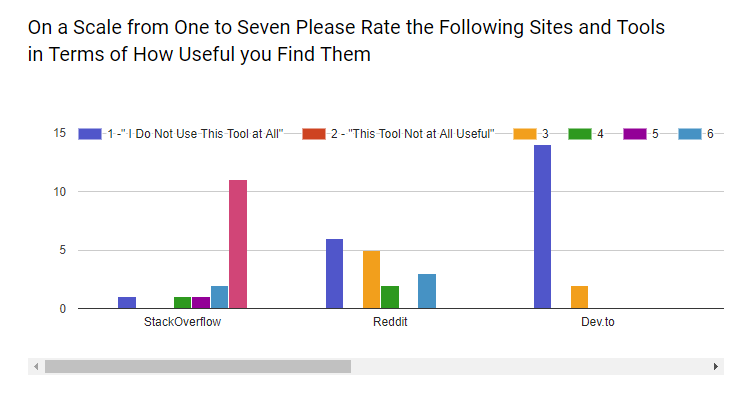 On a Scale from One to Seven Please Rate the Following Sites and Tools
in Terms of How Useful you Find Them
15
1 -" I Do Not Use This Tool at All" 2 - "This Tool Not at All Useful" 3 4 5 6
10
5
0
StackOverflow Reddit Dev.to